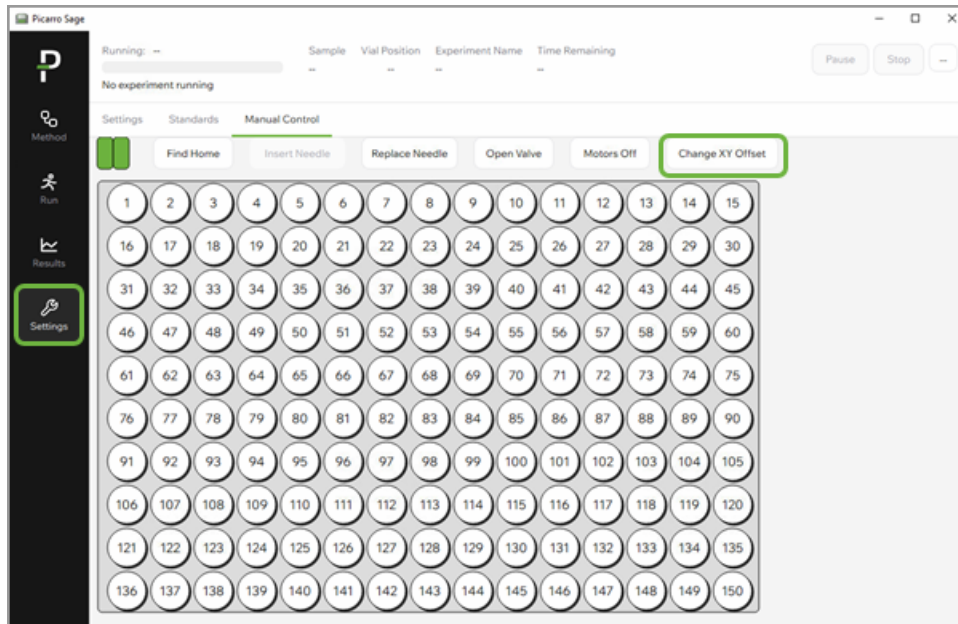 Picarro Sage
Running: -- Sample Vial Position Experiment Name Time Remaining
-- -- -- --
No experiment running
Pause Stop ...
Method
Run
Results
Settings
Settings Standards Manual Control
Find Home Insert Needle Replace Needle Open Valve Motors Off Change XY Offset
1 2 3 4 5 6 7 8 9 10 11 12 13 14 15
16 17 18 19 20 21 22 23 24 25 26 27 28 29 30
31 32 33 34 35 36 37 38 39 40 41 42 43 44 45
46 47 48 49 50 51 52 53 54 55 56 57 58 59 60
61 62 63 64 65 66 67 68 69 70 71 72 73 74 75
76 77 78 79 80 81 82 83 84 85 86 87 88 89 90
91 92 93 94 95 96 97 98 99 100 101 102 103 104 105
106 107 108 109 110 111 112 113 114 115 116 117 118 119 120
121 122 123 124 125 126 127 128 129 130 131 132 133 134 135
136 137 138 139 140 141 142 143 144 145 146 147 148 149 150